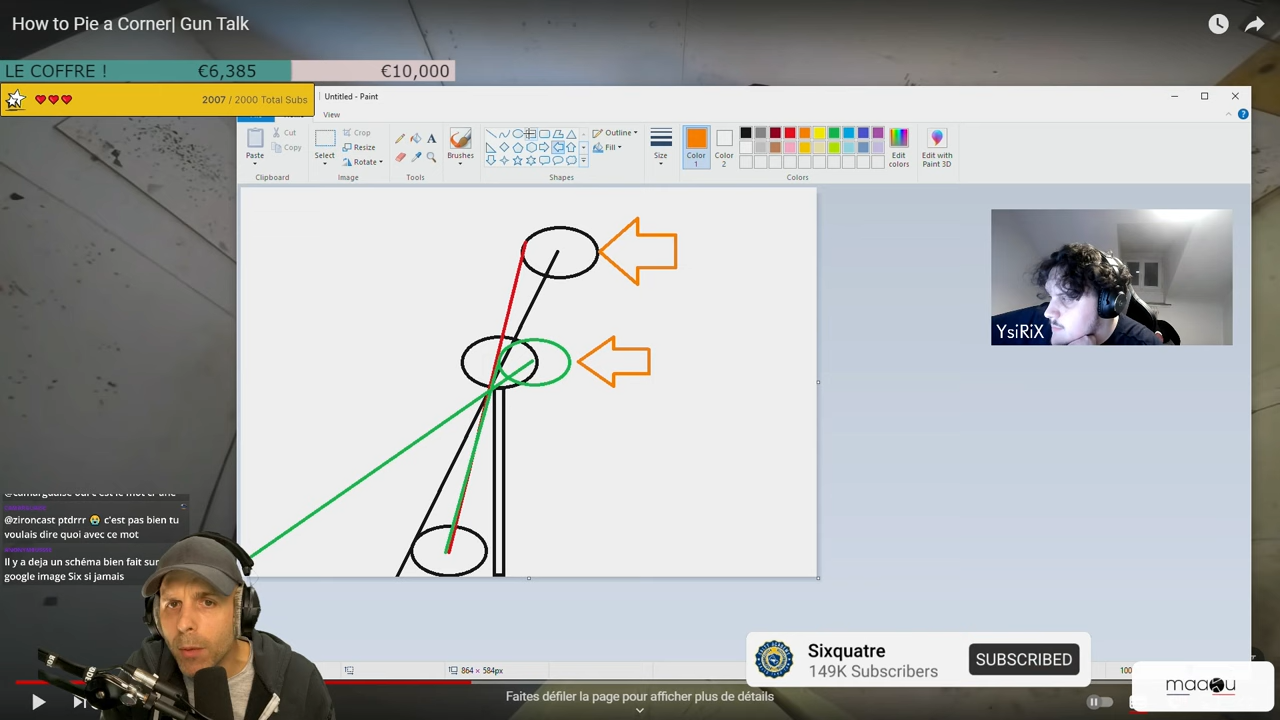 How to Pie a Corner| Gun Talk
LE COFFRE ! €6,385 €10,000
2007 / 2000 Total Subs
Untitled - Paint
View
Paste
Cut
Copy
Clipboard
Select
Crop
Resize
Rotate
Image
A
Tools
Brushes
Outline
Fill
Shapes
Size
Color 1
Color 2
Edit colors
Colors
Edit with Paint 3D
YsiRiX
@zironcast ptdrrr 😭 c'est pas bien tu
voulais dire quoi avec ce mot
Il y a deja un schéma bien fait sur
google image Six si jamais
864 × 584px
100
Sixquatre
149K Subscribers
SUBSCRIBED
Faites défiler la page pour afficher plus de détails
maaku